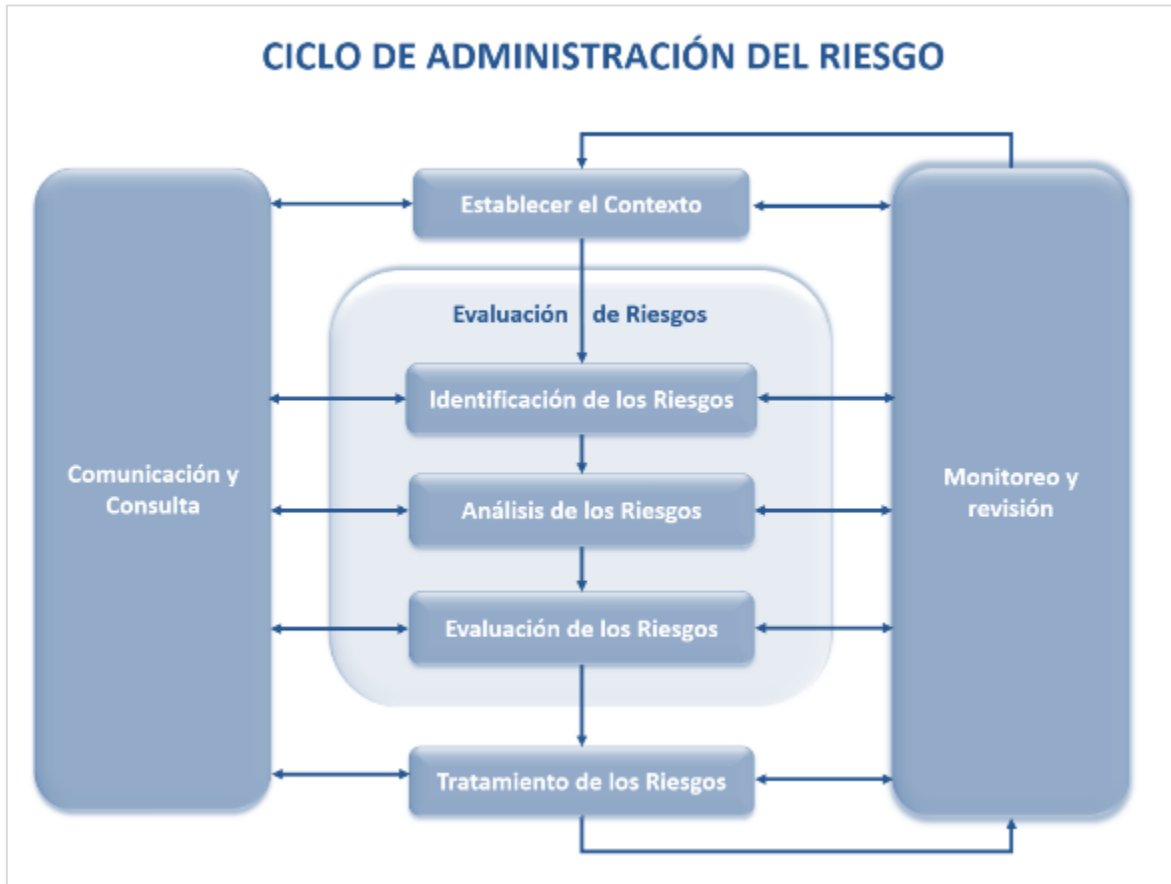 CICLO DE ADMINISTRACIÓN DEL RIESGO
Establecer el Contexto
Evaluación de Riesgos
Identificación de los Riesgos
Comunicación y
Consulta
Análisis de los Riesgos
Monitoreo y
revisión
Evaluación de los Riesgos
Tratamiento de los Riesgos